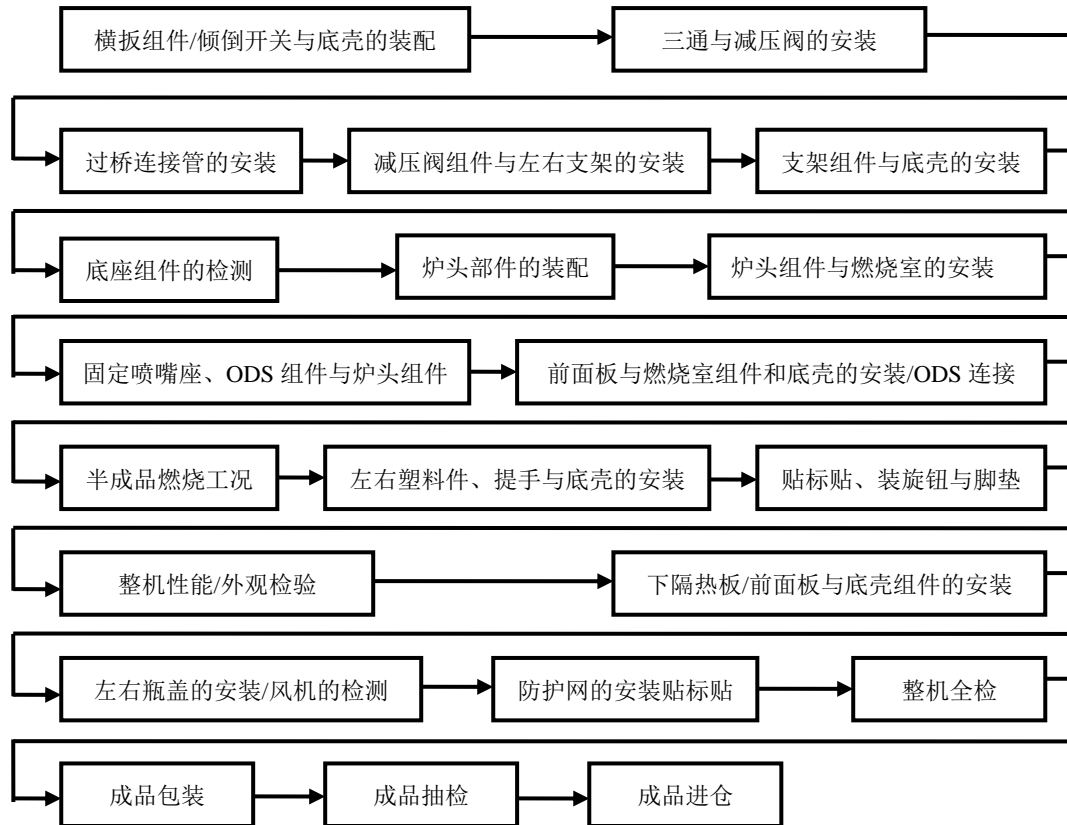 横扳组件/倾倒开关与底壳的装配
三通与减压阀的安装
过桥连接管的安装
减压阀组件与左右支架的安装
支架组件与底壳的安装
底座组件的检测
炉头部件的装配
炉头组件与燃烧室的安装
固定喷嘴座、ODS 组件与炉头组件
前面板与燃烧室组件和底壳的安装/ODS 连接
半成品燃烧工况
左右塑料件、提手与底壳的安装
贴标贴、装旋钮与脚垫
整机性能/外观检验
下隔热板/前面板与底壳组件的安装
左右瓶盖的安装/风机的检测
防护网的安装贴标贴
整机全检
成品包装
成品抽检
成品进仓